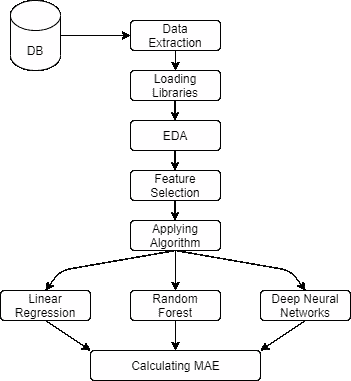 DB
Data
Extraction
Loading
Libraries
EDA
Feature
Selection
Applying
Algorithm
Linear
Regression
Random
Forest
Deep Neural
Networks
Calculating MAE